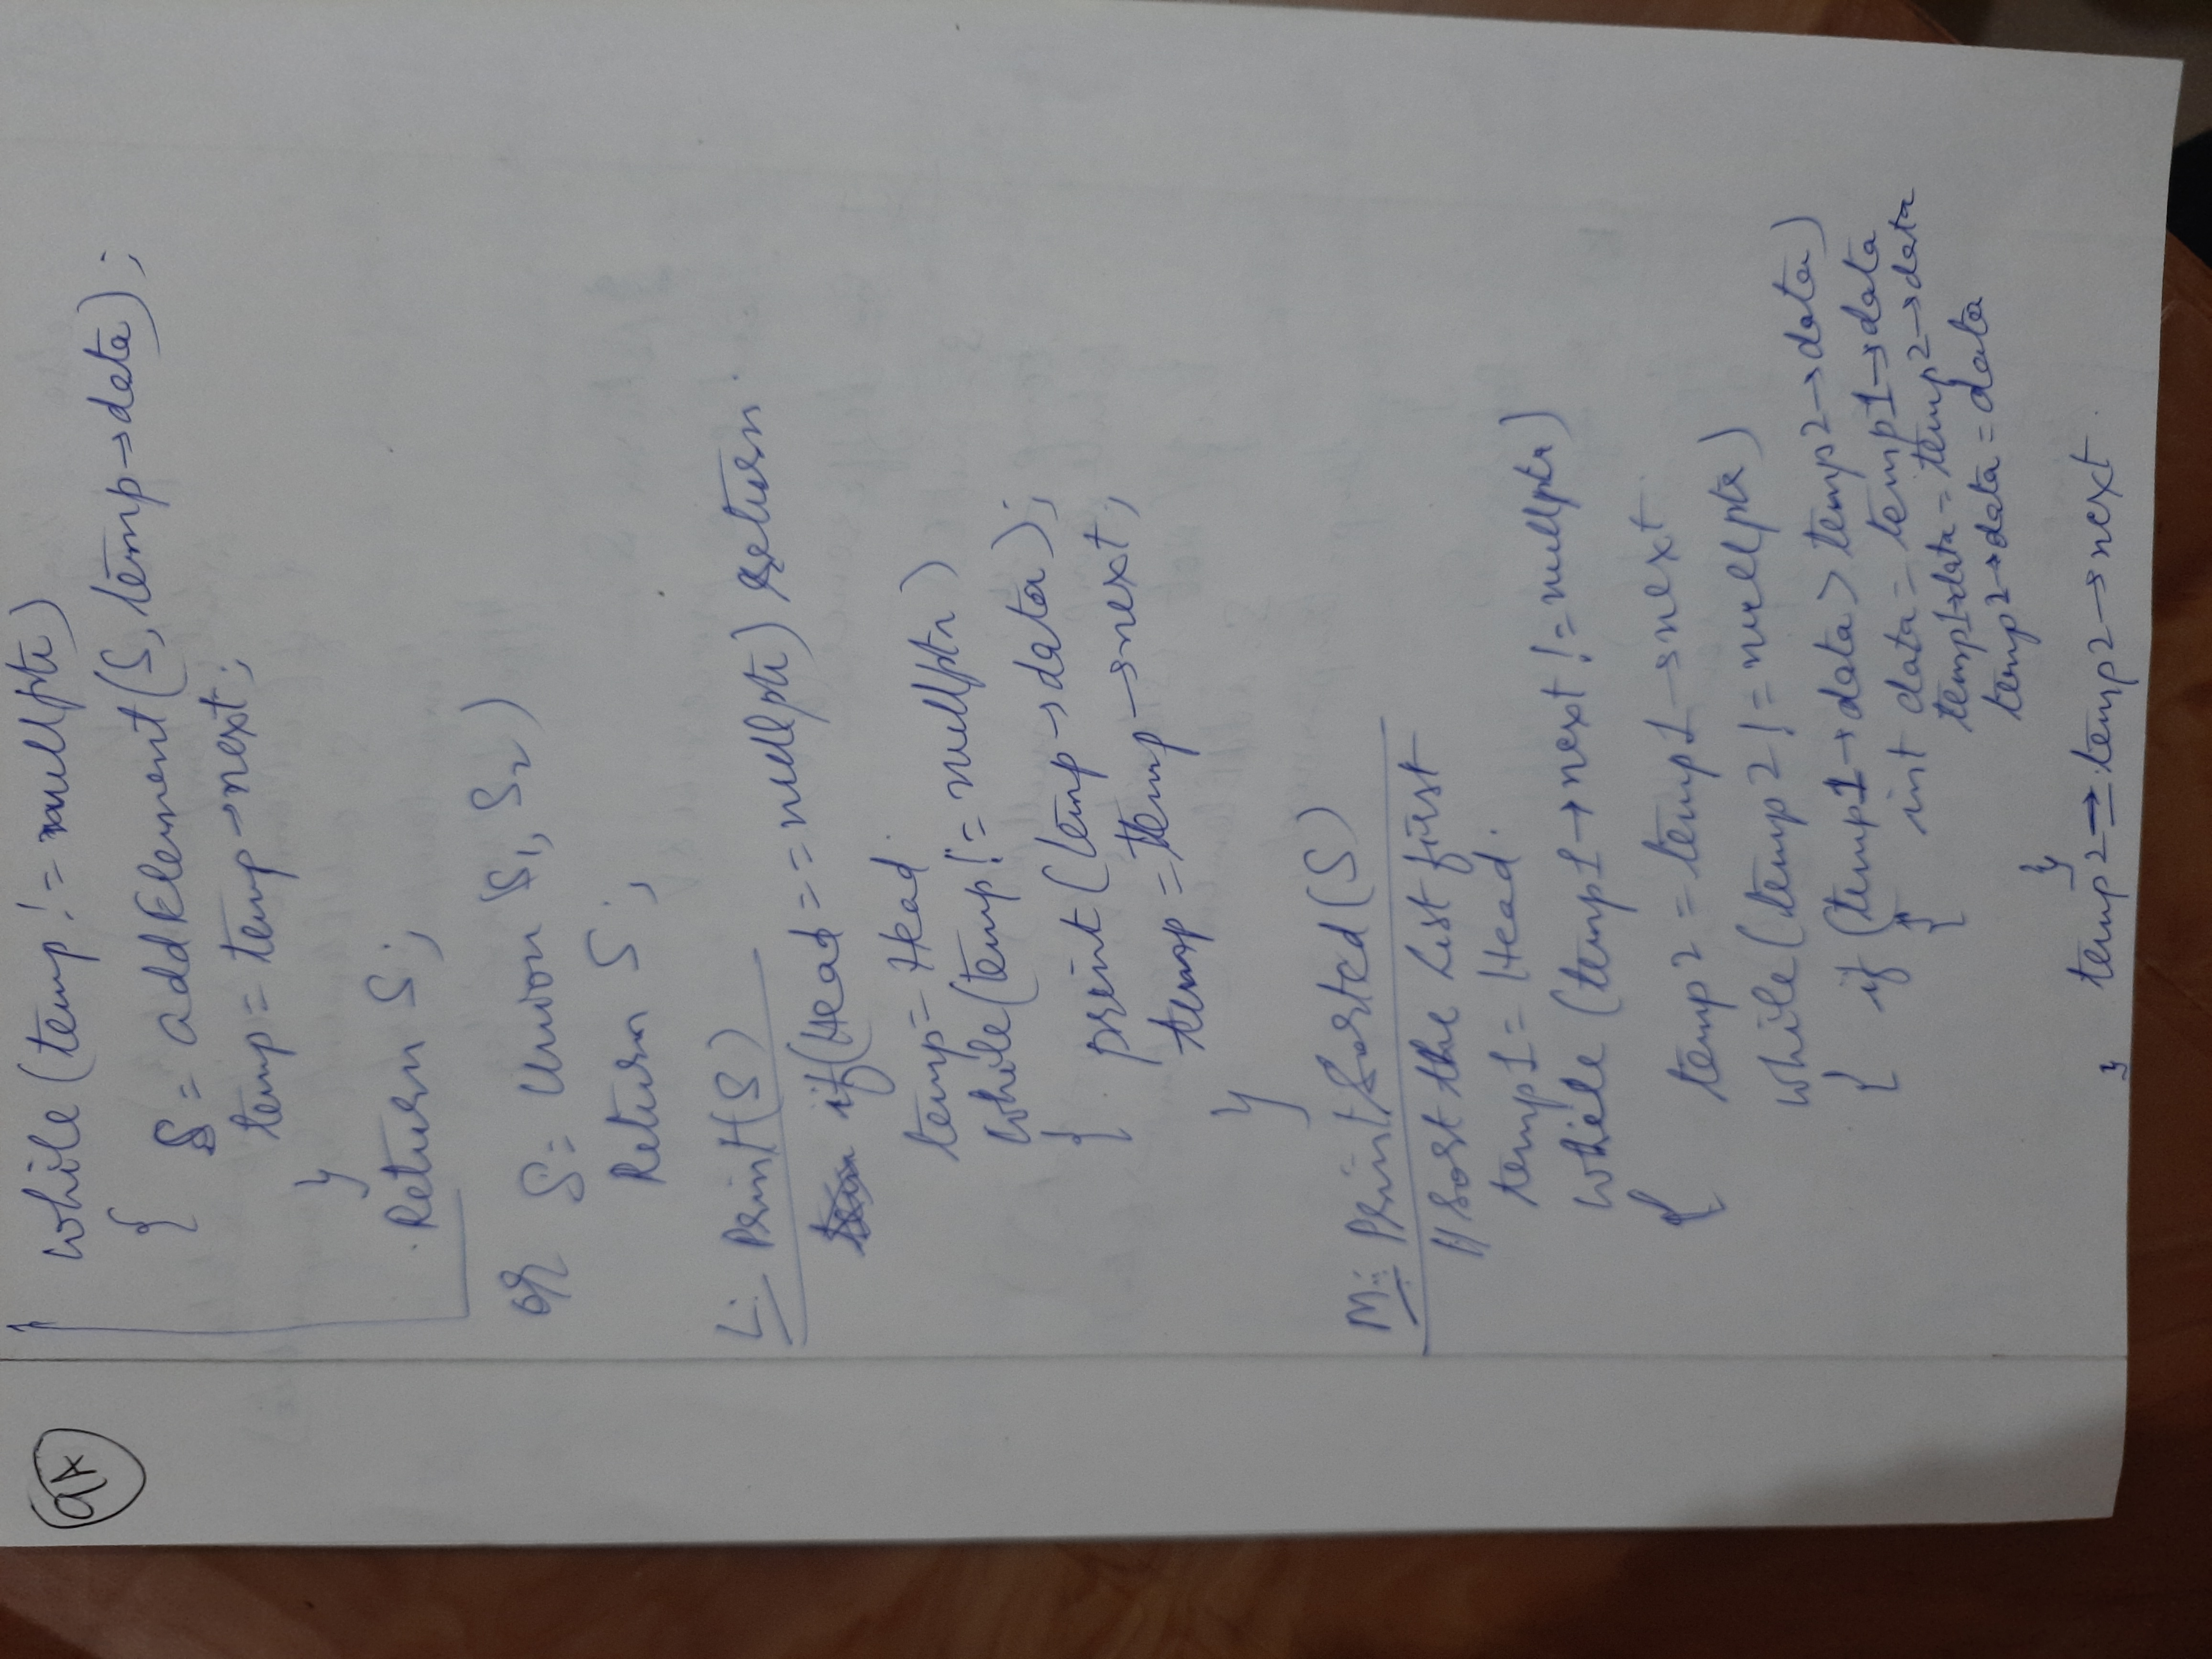 9A
while (temp != nullptr)
{ S = addElement(S, temp→data);
temp = temp→next;
}
Return S;
or S = Union (S1, S2)
Return S;
L: Print(S)
if (Head == nullptr) return
temp = Head
while (temp != nullptr)
{ print (temp→data);
temp = temp→next;
}
M: PrintSorted(S)
// Sort the list first
temp1 = Head
while (temp1→next != nullptr)
{ temp2 = temp1→next
while (temp2 != nullptr)
{ if (temp1→data > temp2→data)
{ int data = temp1→data
temp1→data = temp2→data
temp2→data = data
}
} temp2 = temp2→next